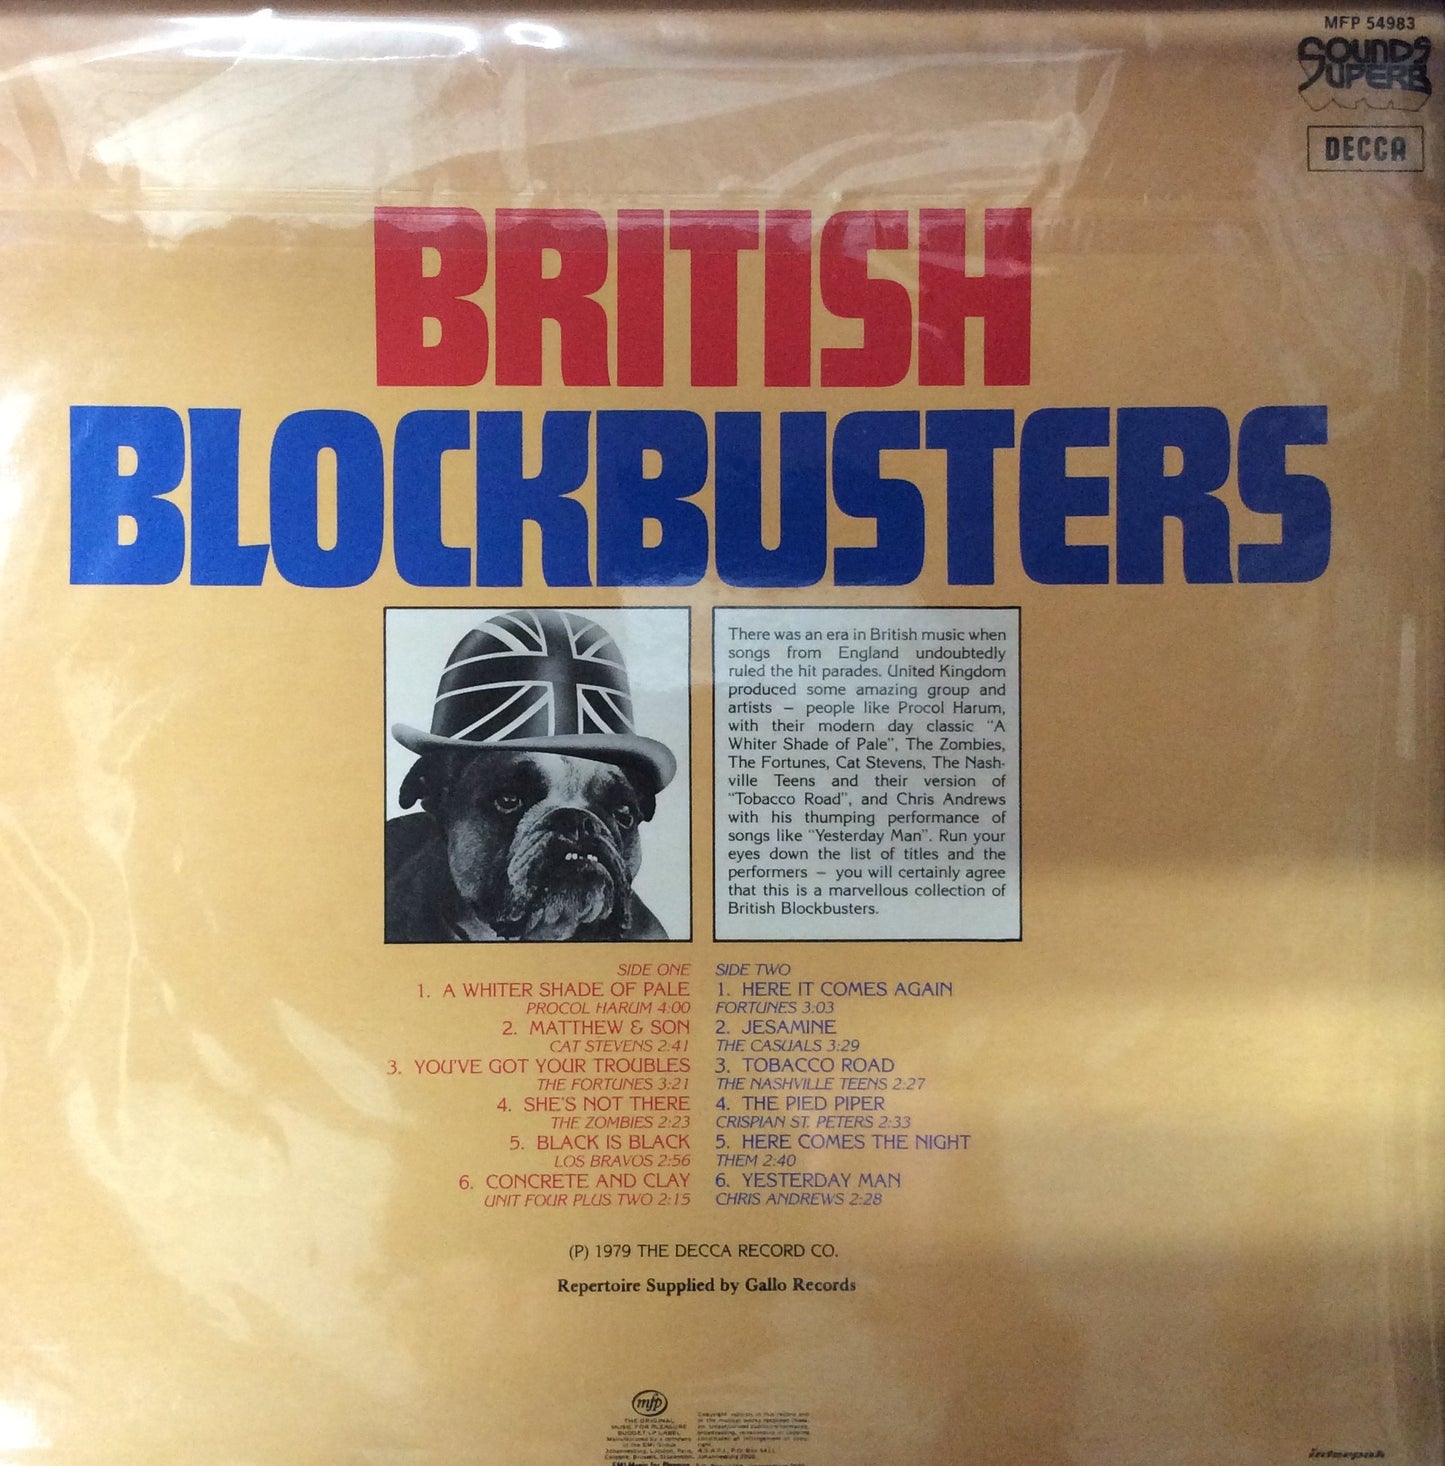 MFP 54983
SOUNDS
SUPERB
DECCA
BRITISH
BLOCKBUSTERS
There was an era in British music when
songs from England undoubtedly
ruled the hit parades. United Kingdom
produced some amazing group and
artists – people like Procol Harum,
with their modern day classic "A
Whiter Shade of Pale", The Zombies,
The Fortunes, Cat Stevens, The Nash-
ville Teens and their version of
"Tobacco Road", and Chris Andrews
with his thumping performance of
songs like "Yesterday Man". Run your
eyes down the list of titles and the
performers – you will certainly agree
that this is a marvellous collection of
British Blockbusters.
SIDE ONE
1. A WHITER SHADE OF PALE
PROCOL HARUM 4:00
2. MATTHEW & SON
CAT STEVENS 2:41
3. YOU'VE GOT YOUR TROUBLES
THE FORTUNES 3:21
4. SHE'S NOT THERE
THE ZOMBIES 2:23
5. BLACK IS BLACK
LOS BRAVOS 2:56
6. CONCRETE AND CLAY
UNIT FOUR PLUS TWO 2:15
SIDE TWO
1. HERE IT COMES AGAIN
FORTUNES 3:03
2. JESAMINE
THE CASUALS 3:29
3. TOBACCO ROAD
THE NASHVILLE TEENS 2:27
4. THE PIED PIPER
CRISPIAN ST. PETERS 2:33
5. HERE COMES THE NIGHT
THEM 2:40
6. YESTERDAY MAN
CHRIS ANDREWS 2:28
(P) 1979 THE DECCA RECORD CO.
Repertoire Supplied by Gallo Records
mfp
THE ORIGINAL
MUSIC FOR PLEASURE
BUDGET LP LABEL
Manufactured by a company
in the EMI Group
interpak